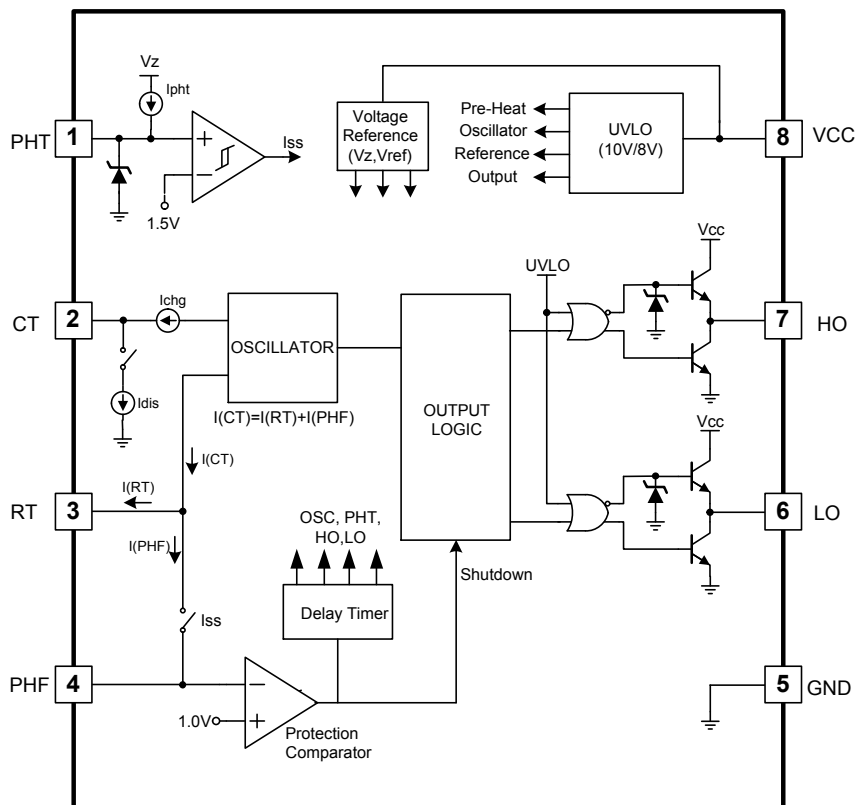 Vz
Ipht
PHT
1
+
Iss
−
1.5V
Voltage
Reference
(Vz,Vref)
Pre-Heat
Oscillator
Reference
Output
UVLO
(10V/8V)
8
VCC
CT
2
Ichg
Idis
OSCILLATOR
I(CT)=I(RT)+I(PHF)
OUTPUT
LOGIC
UVLO
Vcc
7
HO
I(CT)
I(RT)
RT
3
I(PHF)
OSC, PHT,
HO,LO
Delay Timer
Shutdown
Vcc
6
LO
Iss
PHF
4
−
1.0V
+
Protection
Comparator
5
GND